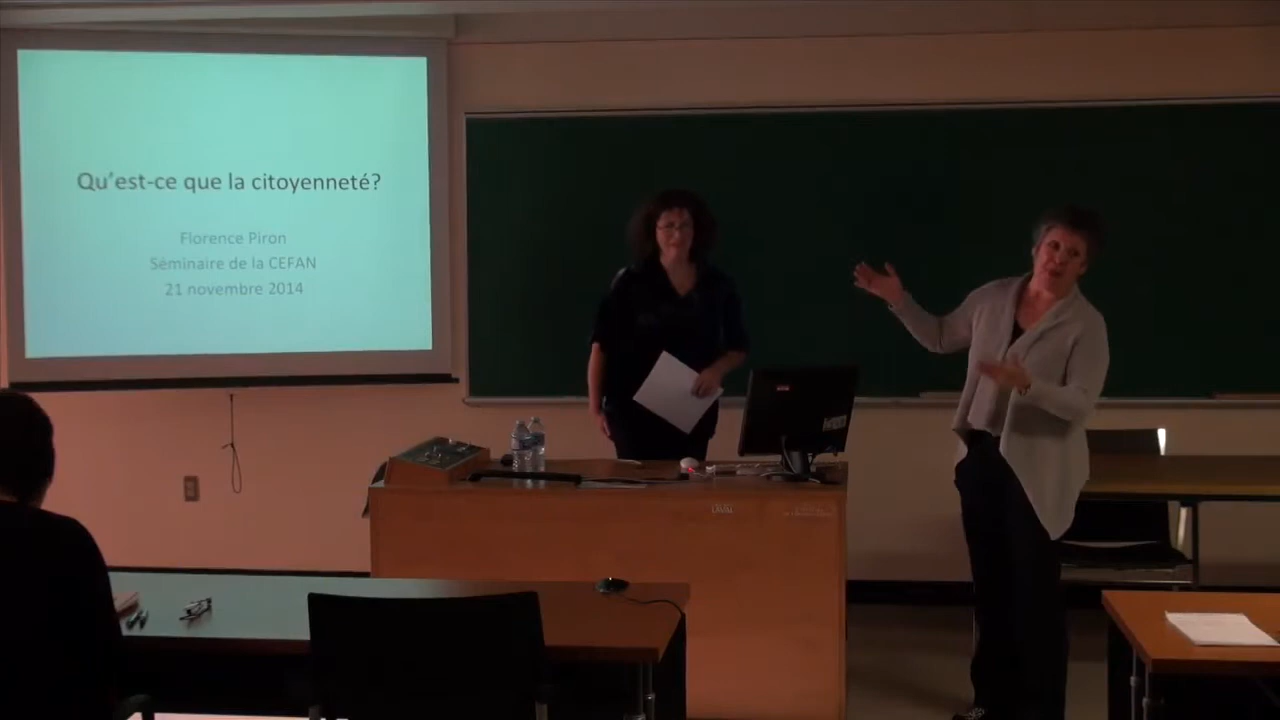 Qu'est-ce que la citoyenneté?
Florence Piron
Séminaire de la CEFAN
21 novembre 2014